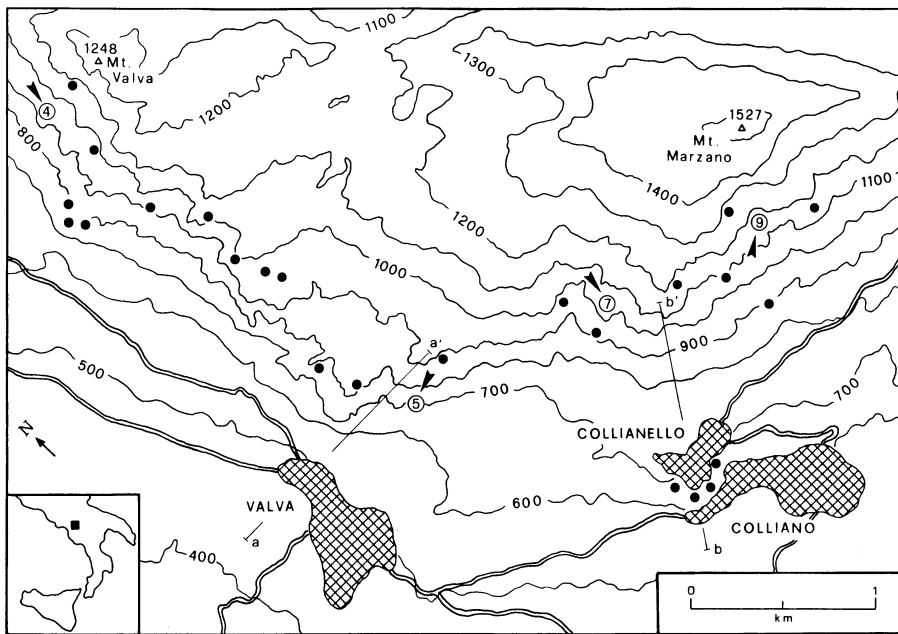 1100
1248
Mt.
Valva
1300
1200
④
800
1527
Mt.
Marzano
1400
1100
1200
⑨
1000
⑦
b'
900
a'
500
⑤
700
700
N
COLLIANELLO
600
VALVA
a
COLLIANO
400
b
0 1
km